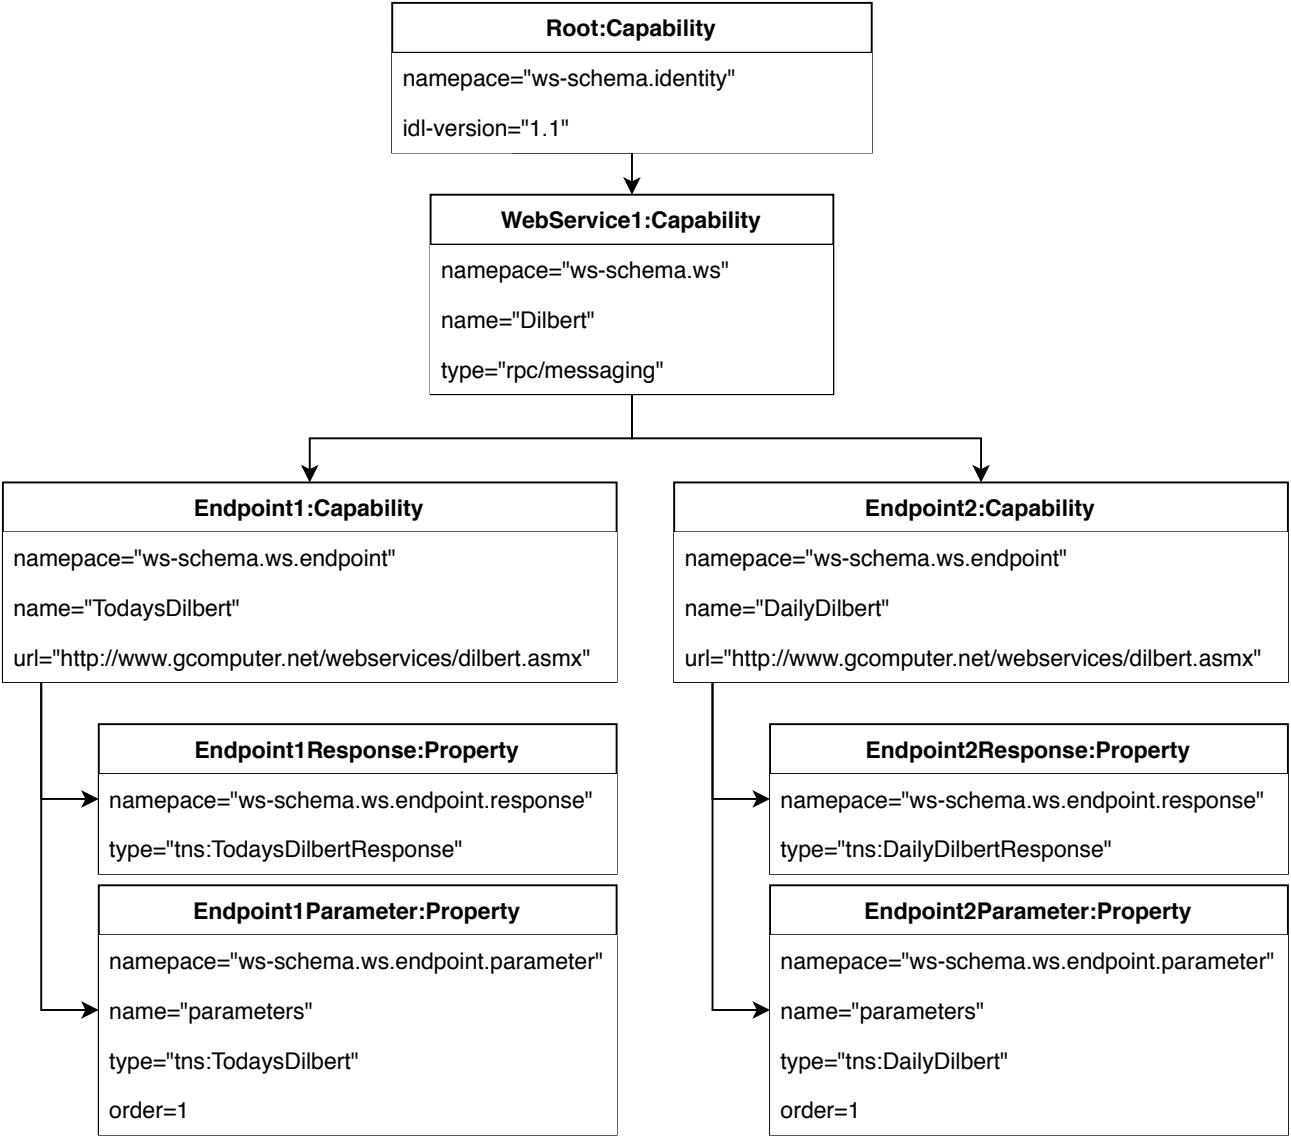 Root:Capability
namepace="ws-schema.identity"
idl-version="1.1"
WebService1:Capability
namepace="ws-schema.ws"
name="Dilbert"
type="rpc/messaging"
Endpoint1:Capability
namepace="ws-schema.ws.endpoint"
name="TodaysDilbert"
url="http://www.gcomputer.net/webservices/dilbert.asmx"
Endpoint1Response:Property
namepace="ws-schema.ws.endpoint.response"
type="tns:TodaysDilbertResponse"
Endpoint1Parameter:Property
namepace="ws-schema.ws.endpoint.parameter"
name="parameters"
type="tns:TodaysDilbert"
order=1
Endpoint2:Capability
namepace="ws-schema.ws.endpoint"
name="DailyDilbert"
url="http://www.gcomputer.net/webservices/dilbert.asmx"
Endpoint2Response:Property
namepace="ws-schema.ws.endpoint.response"
type="tns:DailyDilbertResponse"
Endpoint2Parameter:Property
namepace="ws-schema.ws.endpoint.parameter"
name="parameters"
type="tns:DailyDilbert"
order=1